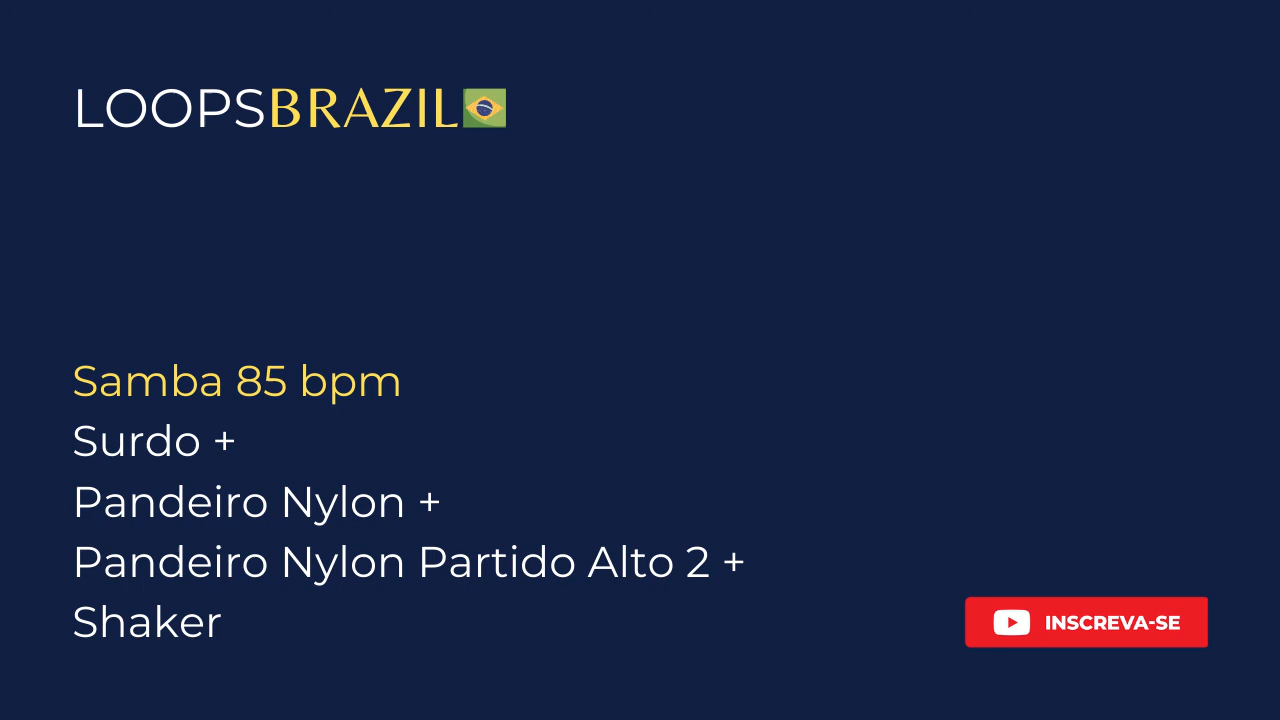 LOOPSBRAZIL
Samba 85 bpm
Surdo +
Pandeiro Nylon +
Pandeiro Nylon Partido Alto 2 +
Shaker
INSCREVA-SE